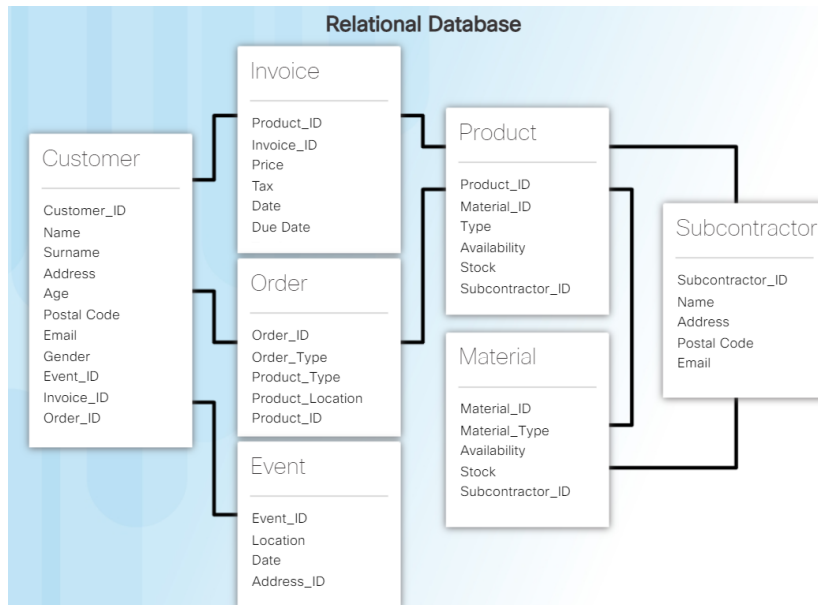 Relational Database
Customer
Customer_ID
Name
Surname
Address
Age
Postal Code
Email
Gender
Event_ID
Invoice_ID
Order_ID
Invoice
Product_ID
Invoice_ID
Price
Tax
Date
Due Date
Order
Order_ID
Order_Type
Product_Type
Product_Location
Product_ID
Event
Event_ID
Location
Date
Address_ID
Product
Product_ID
Material_ID
Type
Availability
Stock
Subcontractor_ID
Material
Material_ID
Material_Type
Availability
Stock
Subcontractor_ID
Subcontractor
Subcontractor_ID
Name
Address
Postal Code
Email